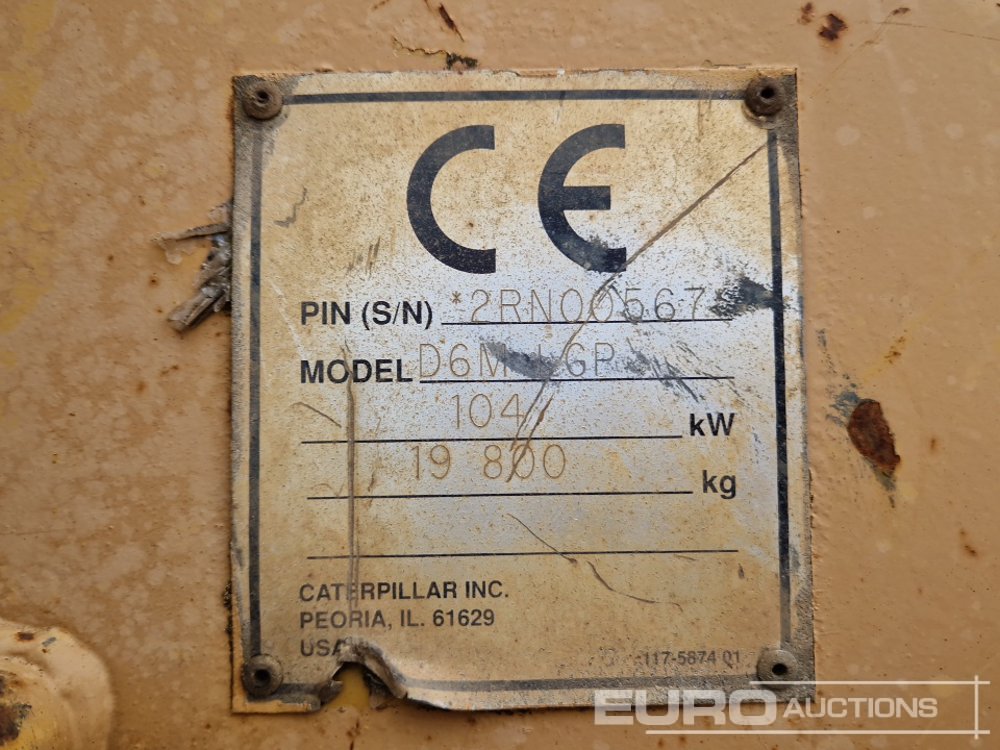 CE
PIN (S/N) *2RN00567
MODEL D6M LGP
104 kW
19 800 kg
CATERPILLAR INC.
PEORIA, IL. 61629
USA
117-5874 01
EURO AUCTIONS